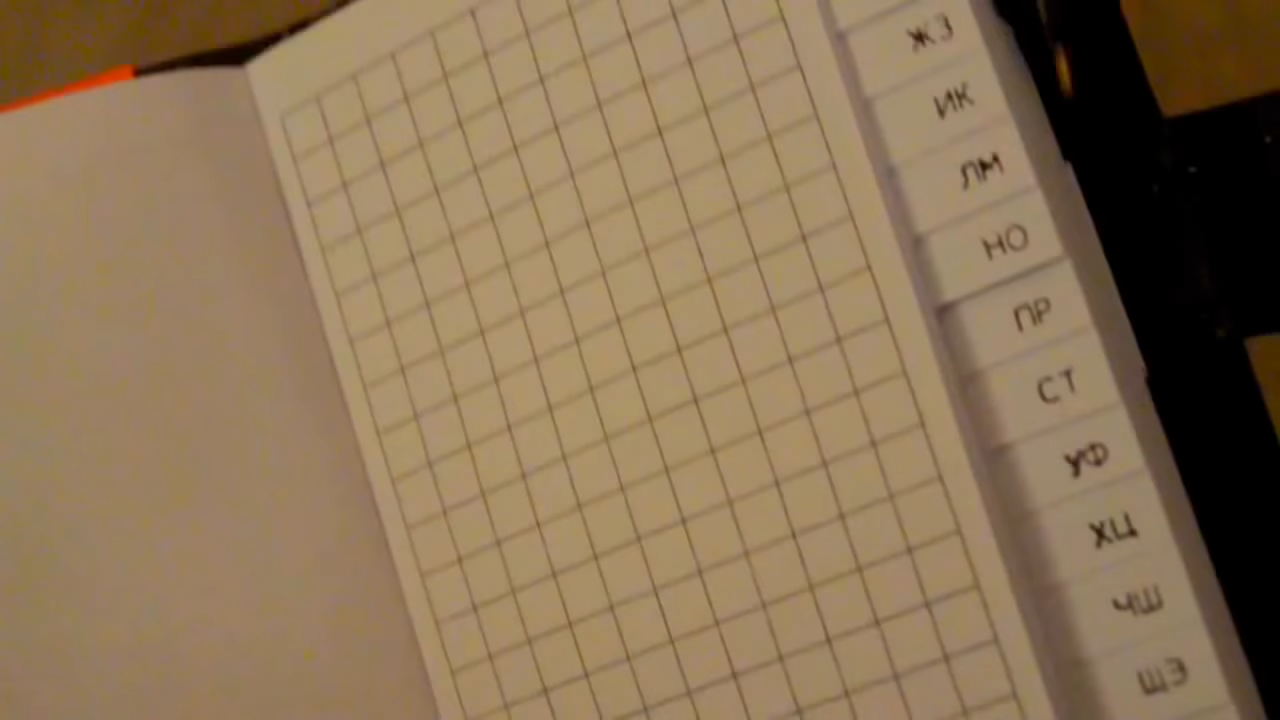 ЖЗ
ИК
ЛМ
НО
ПР
СТ
УФ
ХЦ
ЧШ
ЩЭ